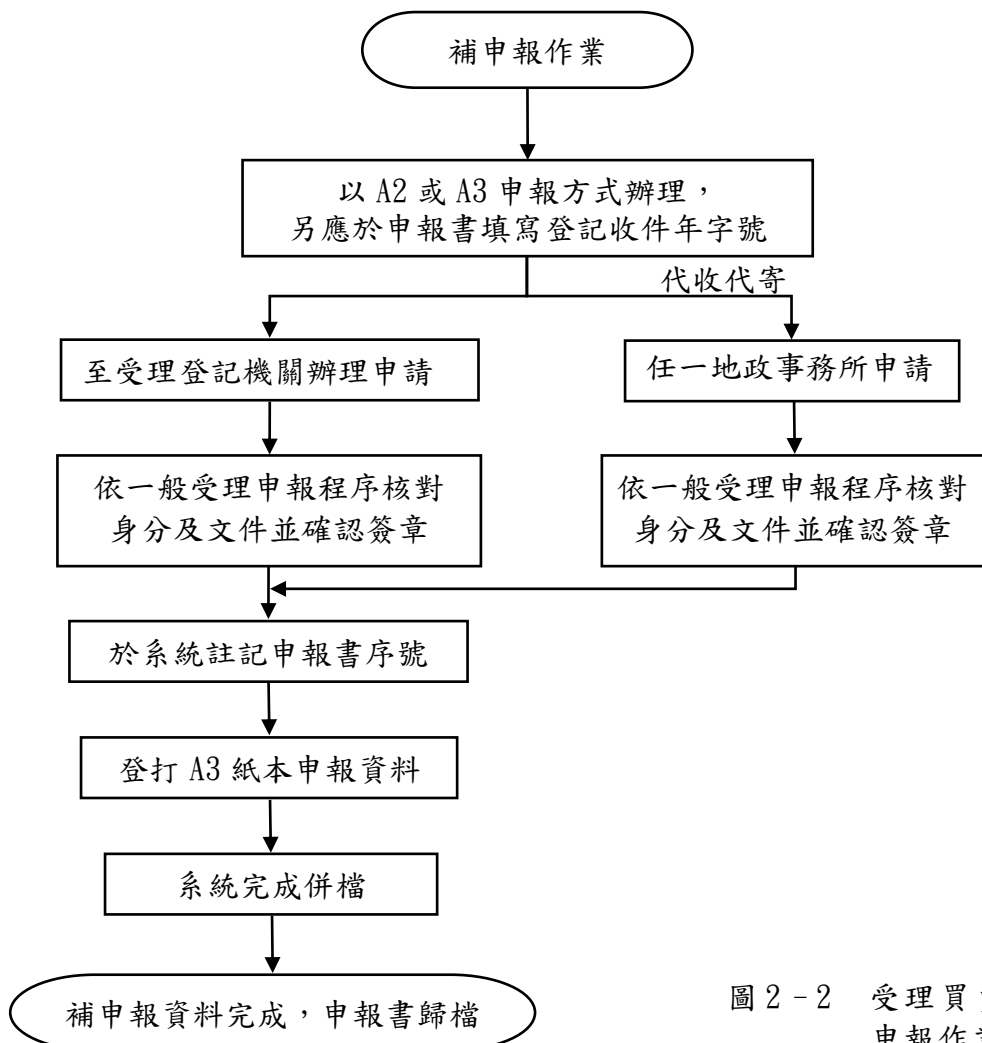 補申報作業
以 A2 或 A3 申報方式辦理，
另應於申報書填寫登記收件年字號
代收代寄
至受理登記機關辦理申請
任一地政事務所申請
依一般受理申報程序核對
身分及文件並確認簽章
依一般受理申報程序核對
身分及文件並確認簽章
於系統註記申報書序號
登打 A3 紙本申報資料
系統完成併檔
補申報資料完成，申報書歸檔
圖 2－2　受理買
申報作